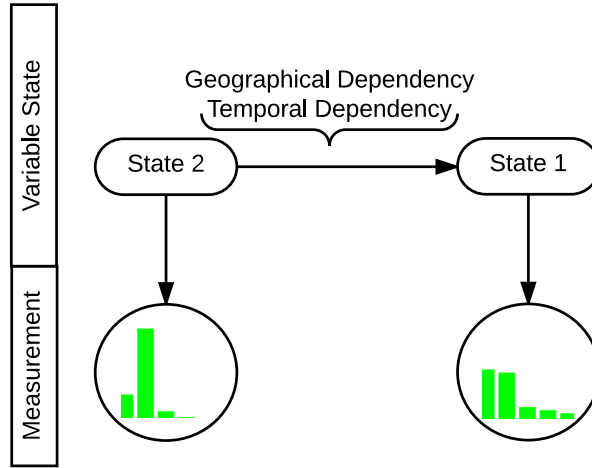 Variable State
Geographical Dependency
Temporal Dependency
State 2
State 1
Measurement